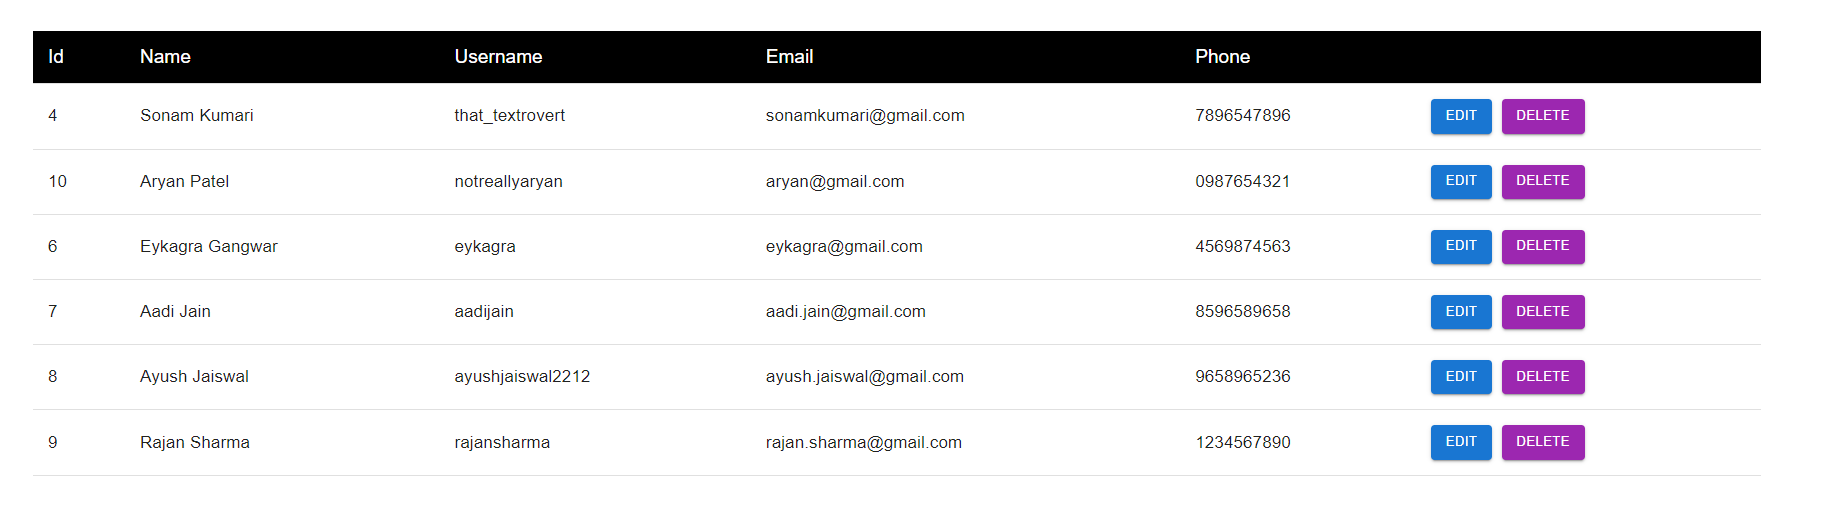 Id Name Username Email Phone
4 Sonam Kumari that_textrovert sonamkumari@gmail.com 7896547896 EDIT DELETE
10 Aryan Patel notreallyaryan aryan@gmail.com 0987654321 EDIT DELETE
6 Eykagra Gangwar eykagra eykagra@gmail.com 4569874563 EDIT DELETE
7 Aadi Jain aadijain aadi.jain@gmail.com 8596589658 EDIT DELETE
8 Ayush Jaiswal ayushjaiswal2212 ayush.jaiswal@gmail.com 9658965236 EDIT DELETE
9 Rajan Sharma rajansharma rajan.sharma@gmail.com 1234567890 EDIT DELETE